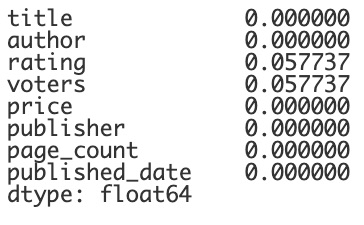 title 0.000000
author 0.000000
rating 0.057737
voters 0.057737
price 0.000000
publisher 0.000000
page_count 0.000000
published_date 0.000000
dtype: float64